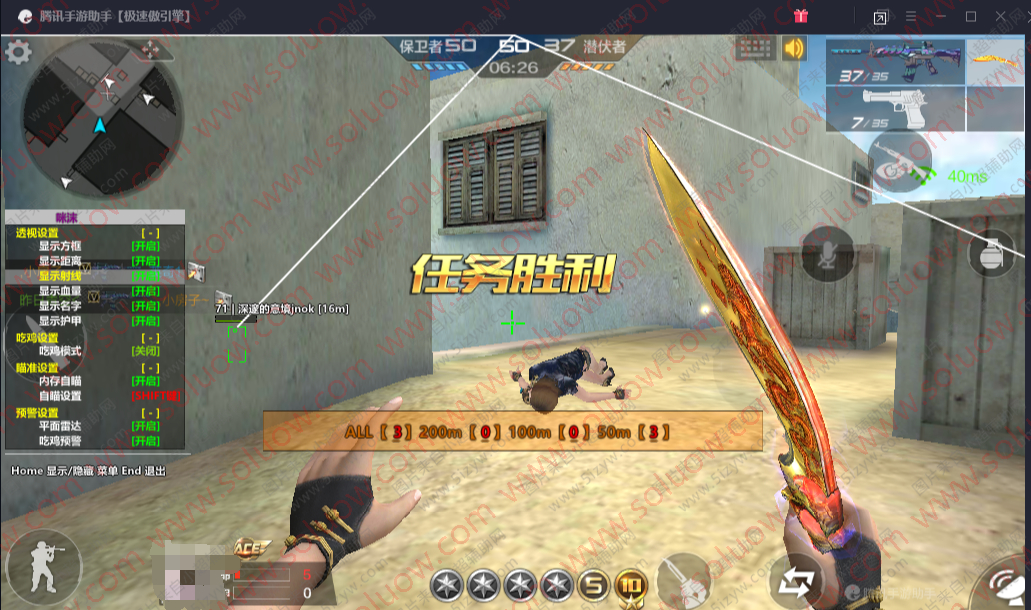 腾讯手游助手【极速傲引擎】
保卫者 50 50 37 潜伏者
06:26
37/35
7/35
40ms
咪沫
透视设置 [ - ]
显示方框 [开启]
显示距离 [开启]
显示射线 [开启]
显示血量 [开启]
显示名字 [开启]
显示护甲 [开启]
吃鸡设置 [ - ]
吃鸡模式 [关闭]
瞄准设置 [ - ]
内存自瞄 [开启]
自瞄设置 [SHIFT键]
预警设置 [ - ]
平面雷达 [开启]
吃鸡预警 [开启]
Home 显示/隐藏 菜单 End 退出
任务胜利
71 | 深邃的意境jnok [16m]
ALL [ 3 ] 200m [ 0 ] 100m [ 0 ] 50m [ 3 ]
ACE
5
0
5
10
www.soluow.com